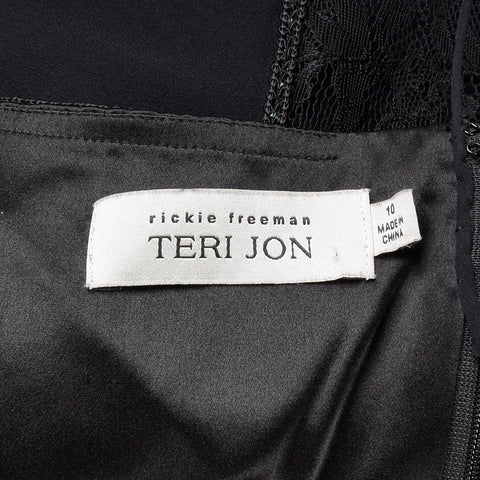 rickie freeman
TERI JON
10
MADE IN
CHINA